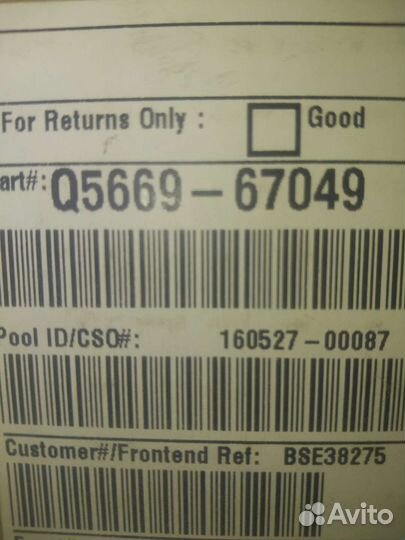 For Returns Only : Good
art#: Q5669-67049
Pool ID/CSO#: 160527-00087
Customer#/Frontend Ref: BSE38275
Avito